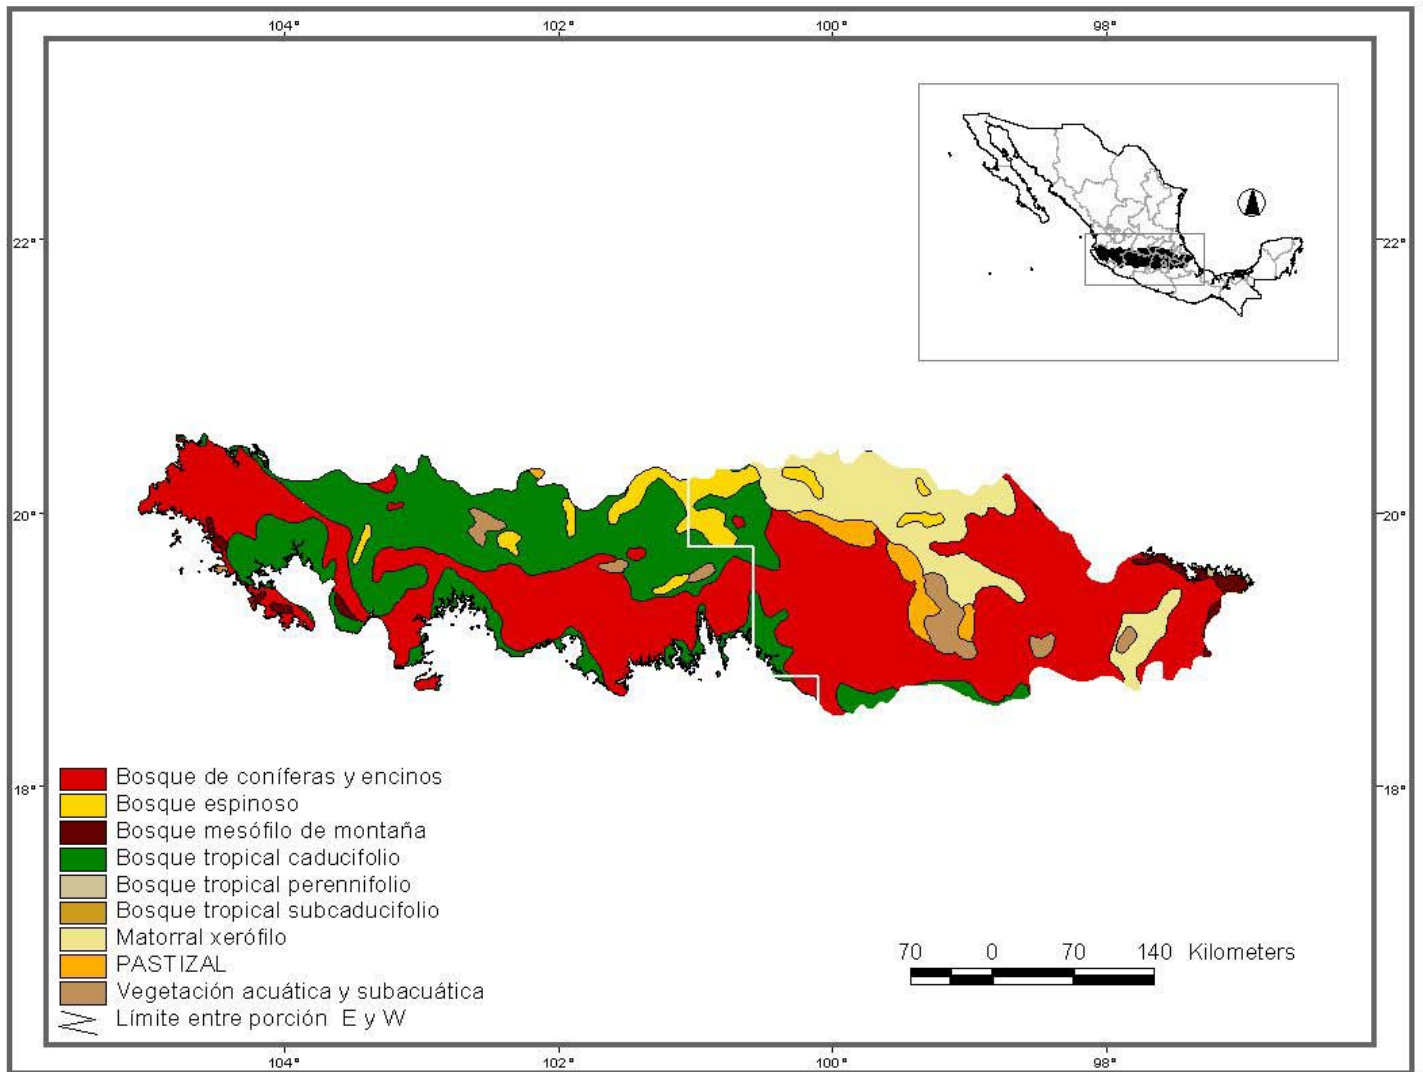 104° 102° 100° 98°
22° 22°
20° 20°
18° 18°
Bosque de coníferas y encinos
Bosque espinoso
Bosque mesófilo de montaña
Bosque tropical caducifolio
Bosque tropical perennifolio
Bosque tropical subcaducifolio
Matorral xerófilo
PASTIZAL
Vegetación acuática y subacuática
Límite entre porción E y W
70 0 70 140 Kilometers
104° 102° 100° 98°